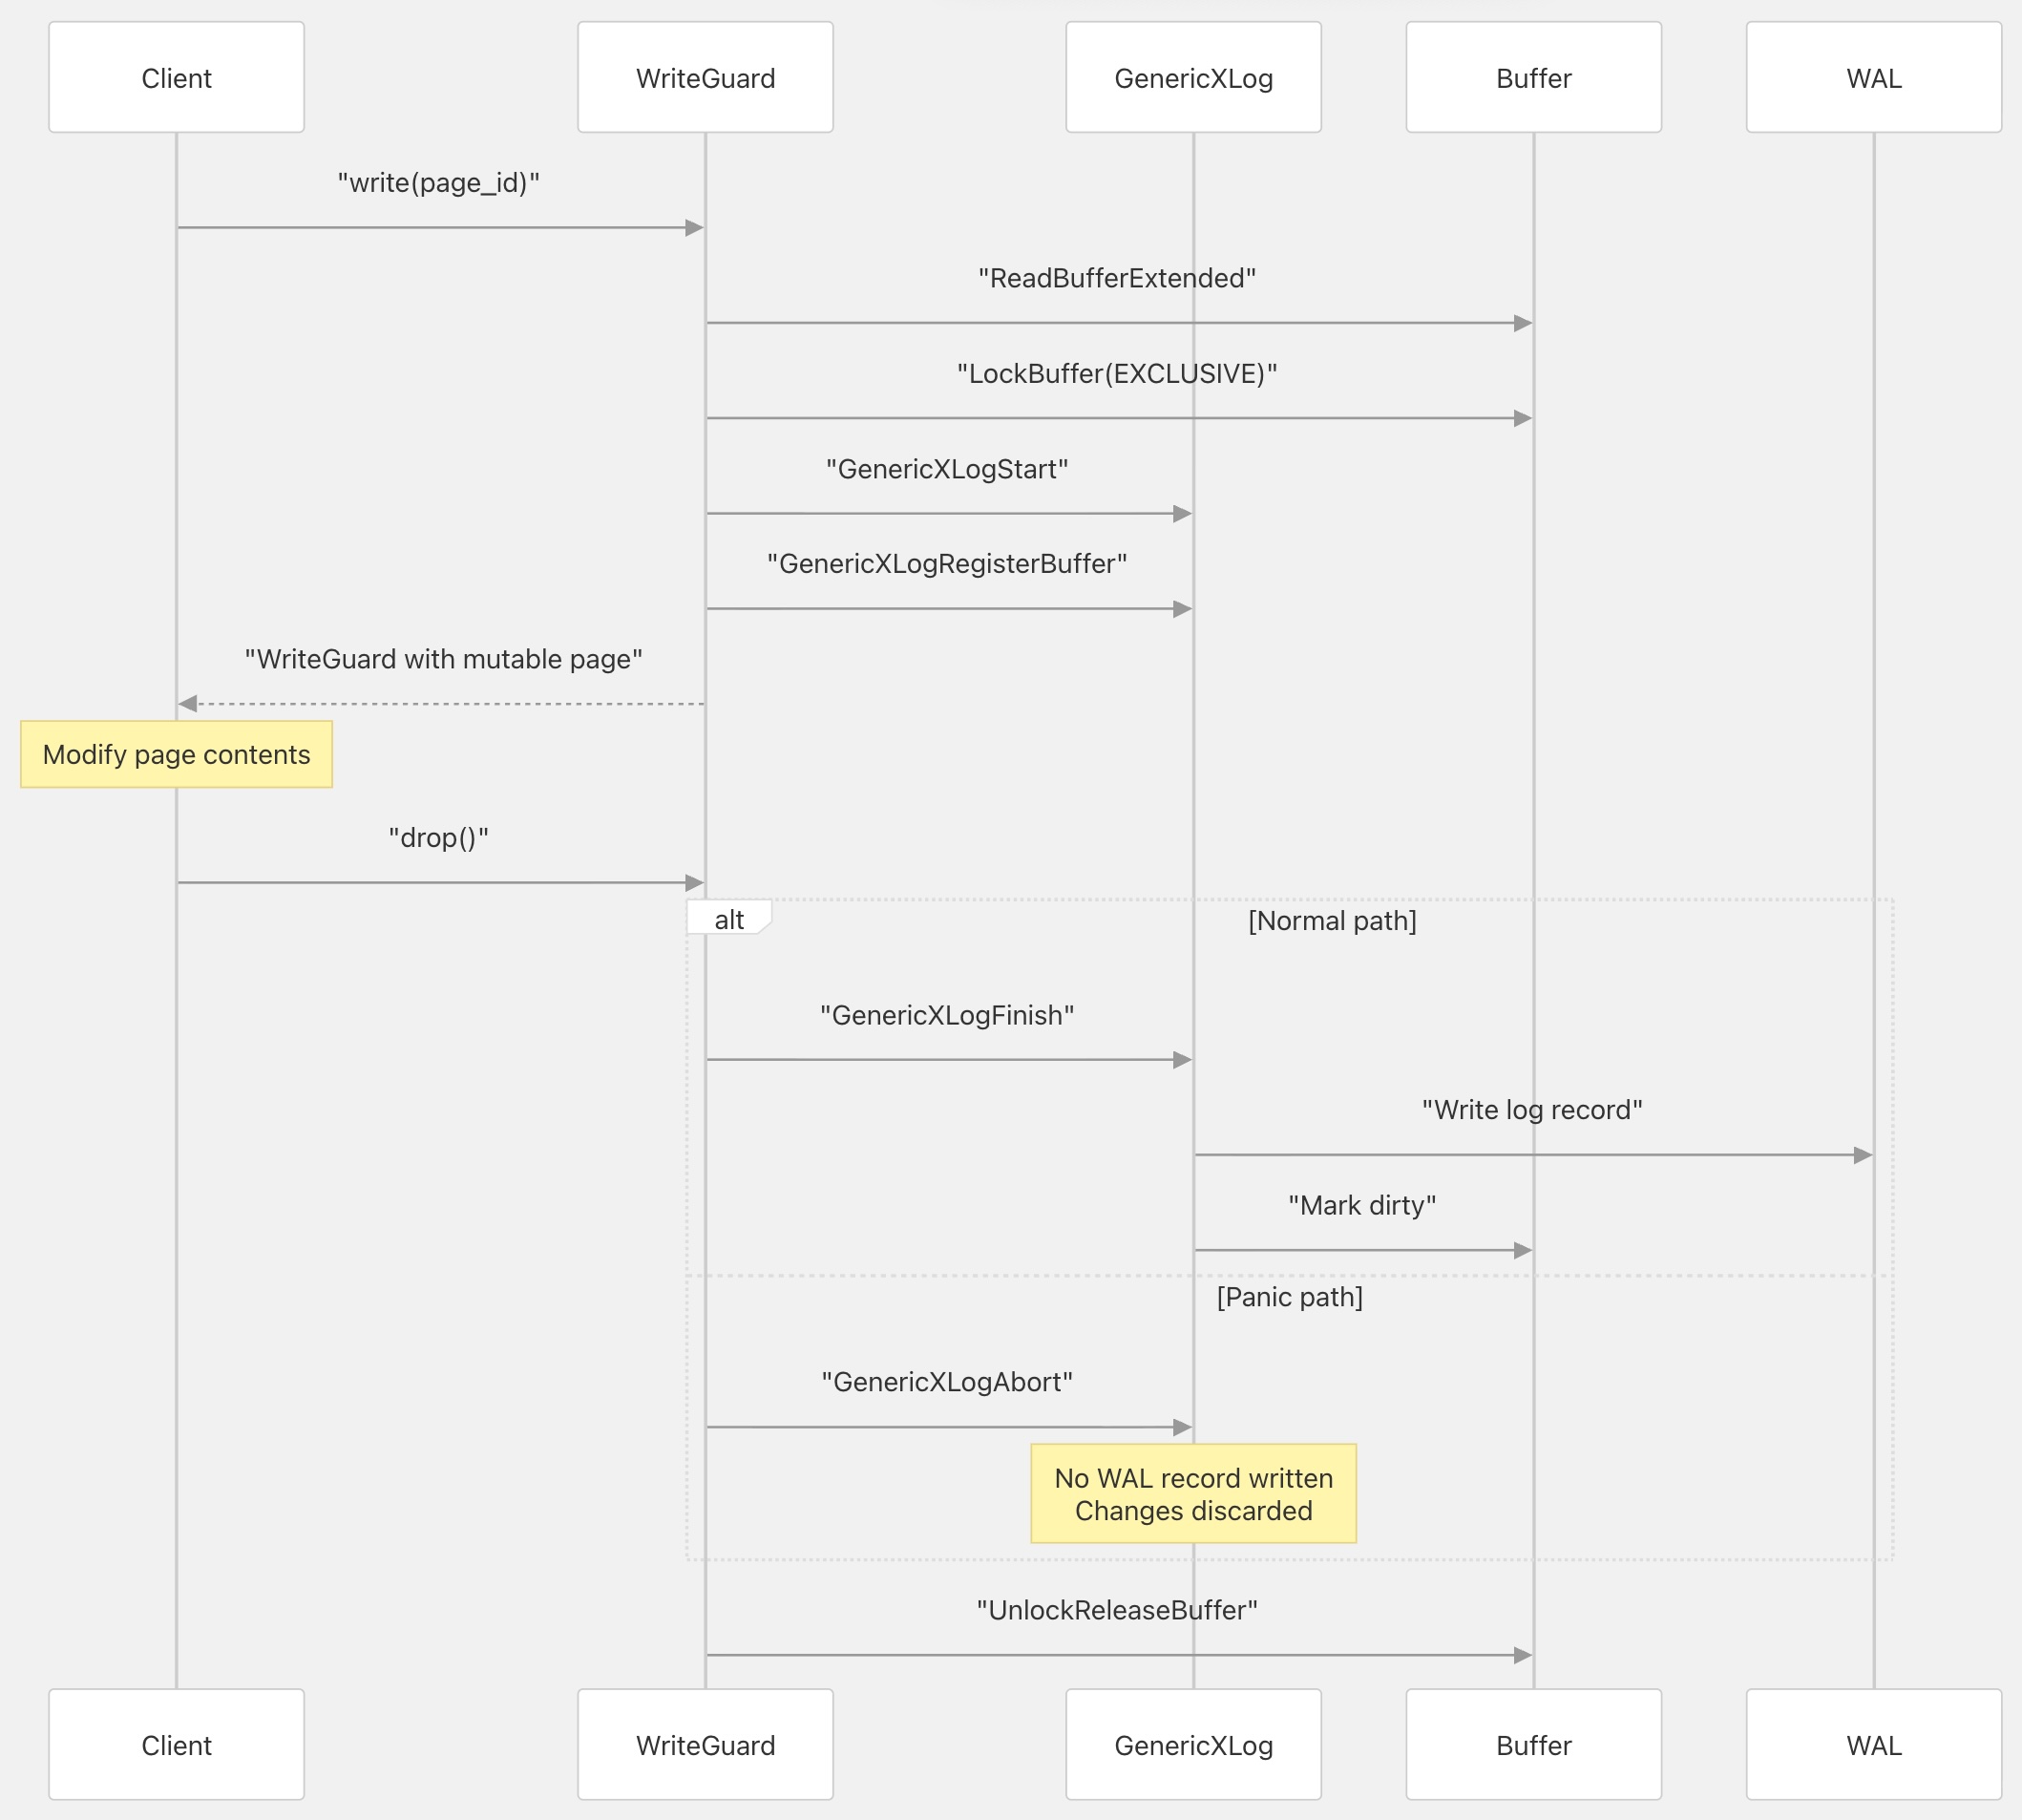 Client
WriteGuard
GenericXLog
Buffer
WAL
"write(page_id)"
"ReadBufferExtended"
"LockBuffer(EXCLUSIVE)"
"GenericXLogStart"
"GenericXLogRegisterBuffer"
"WriteGuard with mutable page"
Modify page contents
"drop()"
alt
[Normal path]
"GenericXLogFinish"
"Write log record"
"Mark dirty"
[Panic path]
"GenericXLogAbort"
No WAL record written
Changes discarded
"UnlockReleaseBuffer"
Client
WriteGuard
GenericXLog
Buffer
WAL